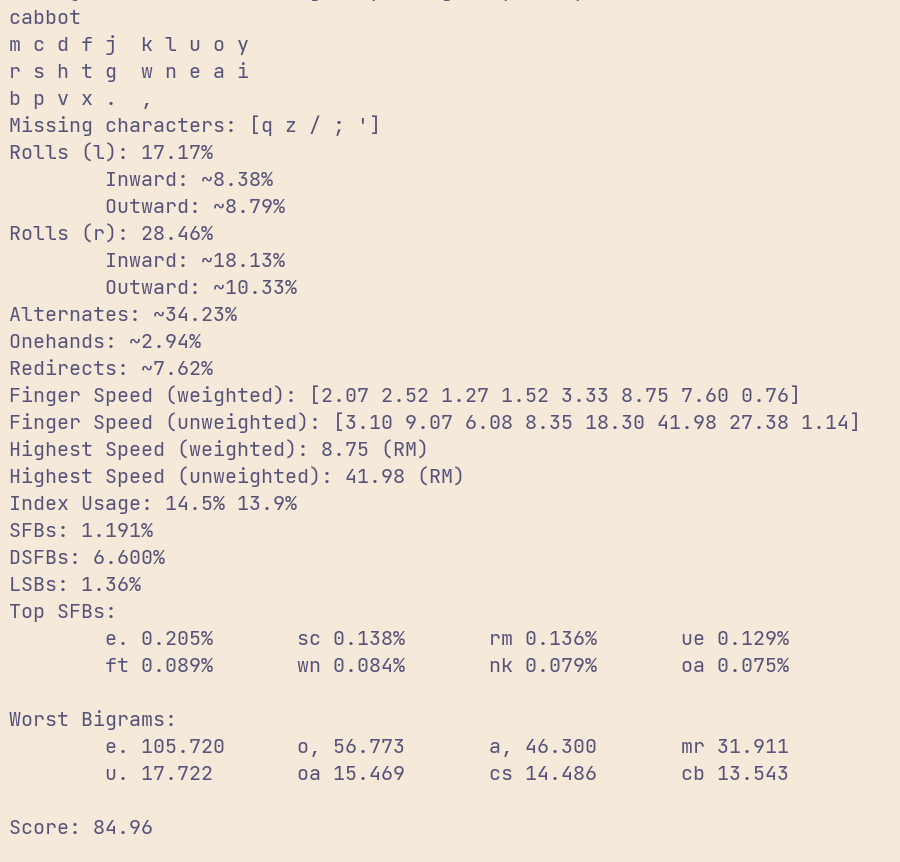 cabbot
m c d f j  k l u o y
r s h t g  w n e a i
b p v x .  ,
Missing characters: [q z / ; ']
Rolls (l): 17.17%
        Inward: ~8.38%
        Outward: ~8.79%
Rolls (r): 28.46%
        Inward: ~18.13%
        Outward: ~10.33%
Alternates: ~34.23%
Onehands: ~2.94%
Redirects: ~7.62%
Finger Speed (weighted): [2.07 2.52 1.27 1.52 3.33 8.75 7.60 0.76]
Finger Speed (unweighted): [3.10 9.07 6.08 8.35 18.30 41.98 27.38 1.14]
Highest Speed (weighted): 8.75 (RM)
Highest Speed (unweighted): 41.98 (RM)
Index Usage: 14.5% 13.9%
SFBs: 1.191%
DSFBs: 6.600%
LSBs: 1.36%
Top SFBs:
        e. 0.205%       sc 0.138%       rm 0.136%       ue 0.129%
        ft 0.089%       wn 0.084%       nk 0.079%       oa 0.075%

Worst Bigrams:
        e. 105.720      o, 56.773       a, 46.300       mr 31.911
        u. 17.722       oa 15.469       cs 14.486       cb 13.543

Score: 84.96